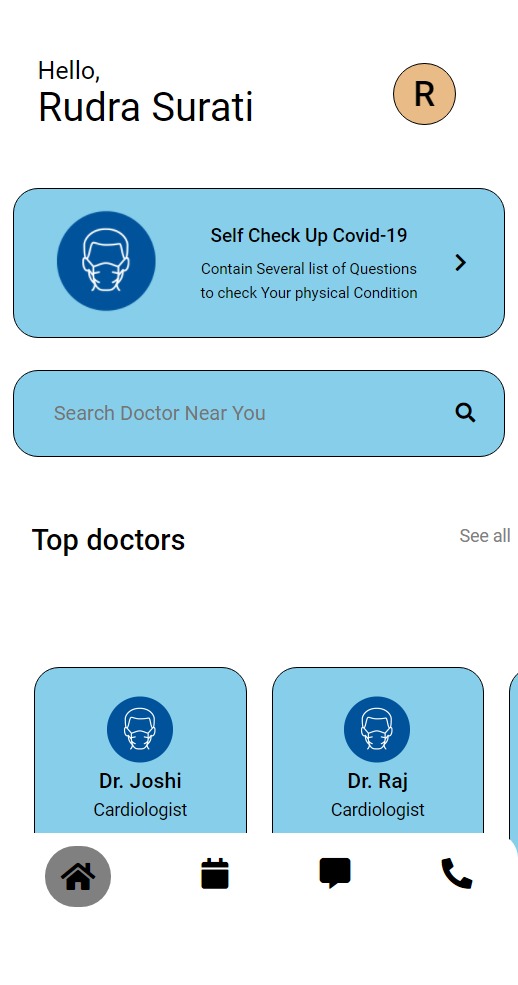 Hello,
Rudra Surati
R
Self Check Up Covid-19
Contain Several list of Questions
to check Your physical Condition
Search Doctor Near You
Top doctors
See all
Dr. Joshi
Cardiologist
Dr. Raj
Cardiologist